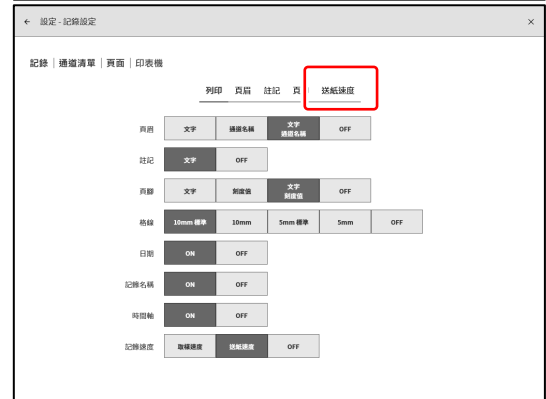 ← 設定 - 記錄設定 ×
記錄 | 通道清單 | 頁面 | 印表機
列印 頁眉 註記 頁 送紙速度
頁眉 文字 通道名稱 文字 通道名稱 OFF
註記 文字 OFF
頁腳 文字 刻度值 文字 刻度值 OFF
格線 10mm 標準 10mm 5mm 標準 5mm OFF
日期 ON OFF
記錄名稱 ON OFF
時間軸 ON OFF
記錄速度 取樣速度 送紙速度 OFF